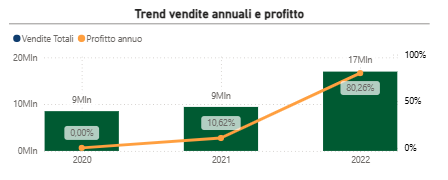 Trend vendite annuali e profitto
Vendite Totali Profitto annuo
20Mln
10Mln
0Mln
9Mln
9Mln
17Mln
0,00%
10,62%
80,26%
100%
50%
0%
2020
2021
2022